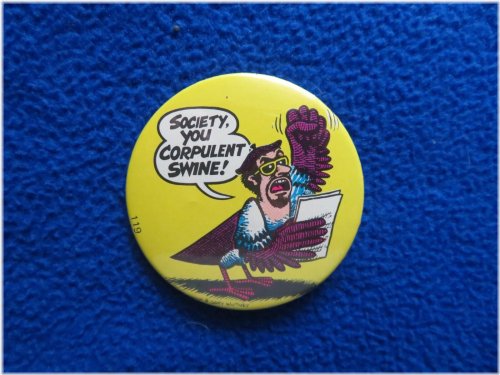 SOCIETY,
YOU
CORPULENT
SWINE!
119